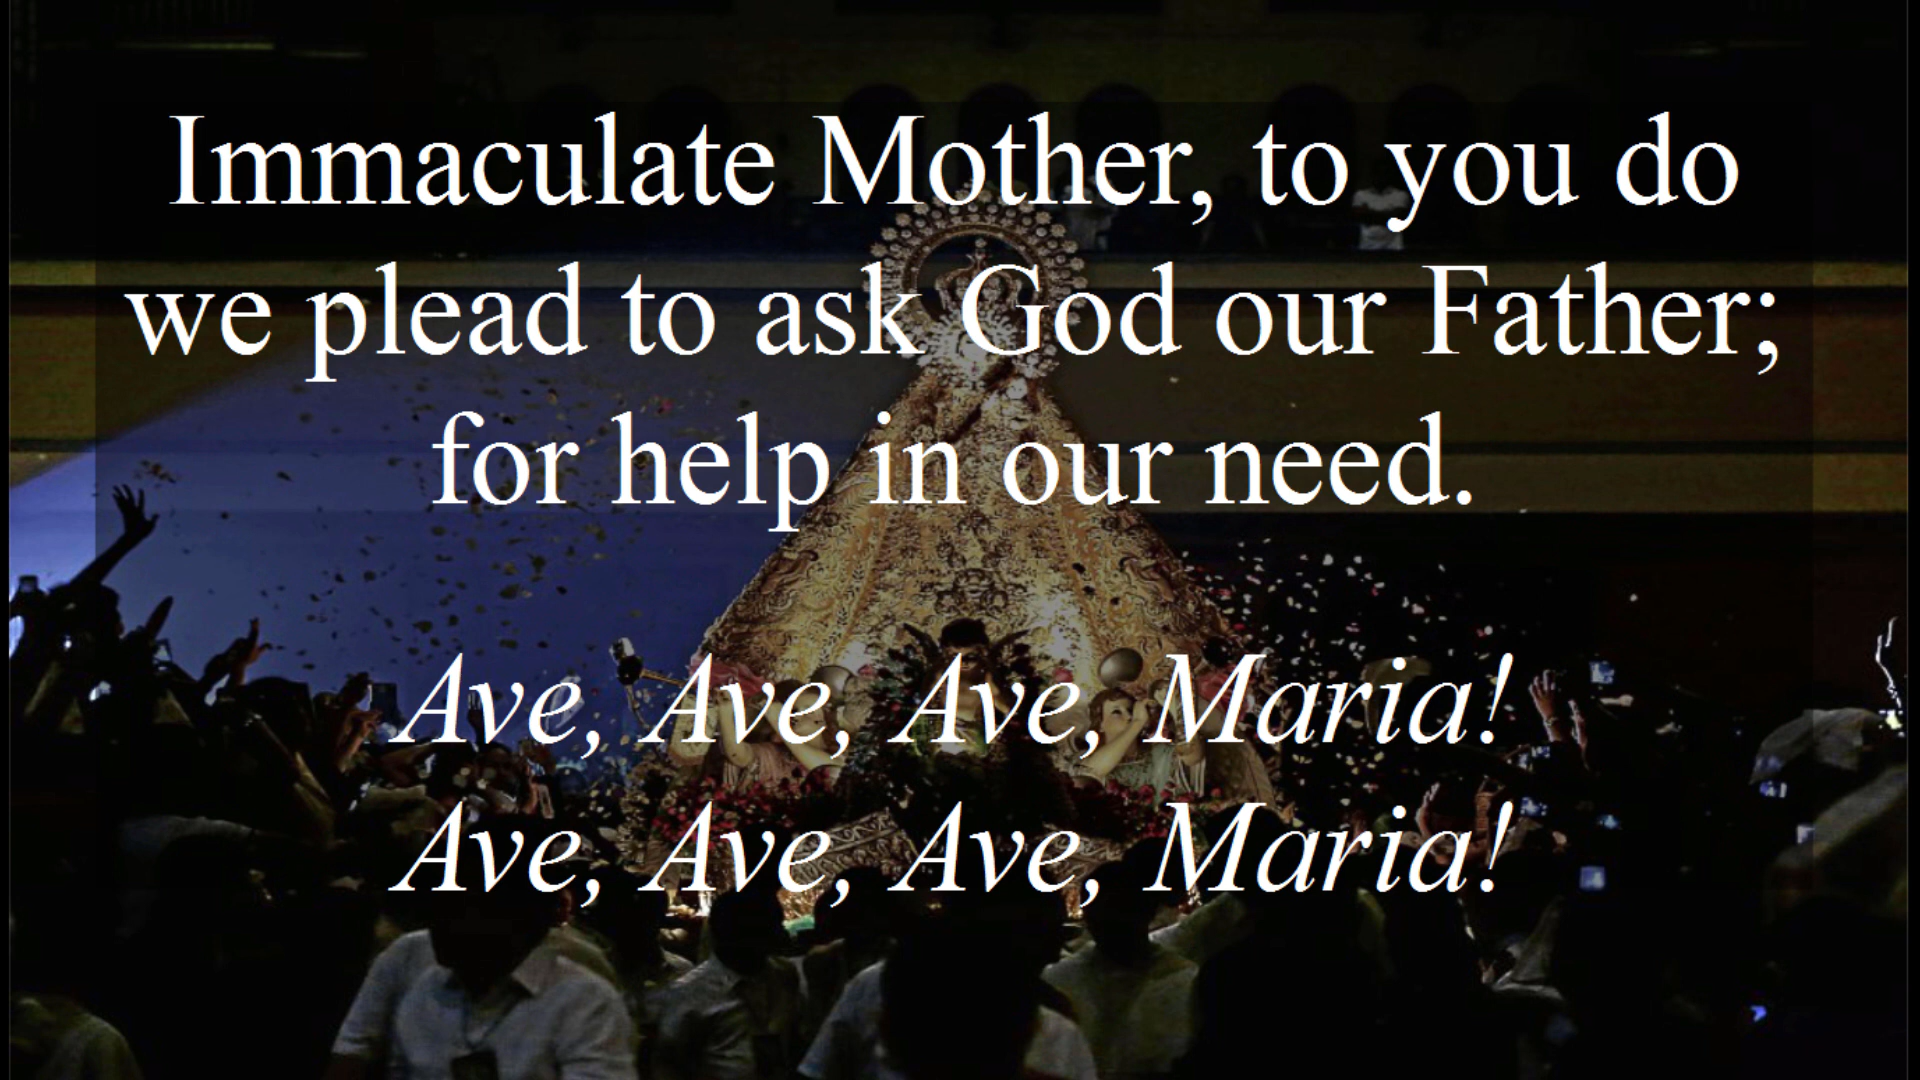 Immaculate Mother, to you do
we plead to ask God our Father;
for help in our need.
Ave, Ave, Ave, Maria!
Ave, Ave, Ave, Maria!